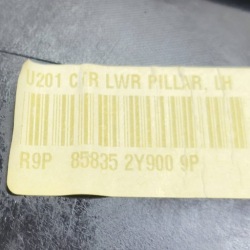 U201 CTR LWR PILLAR, LH
R9P 85835 2Y900 9P